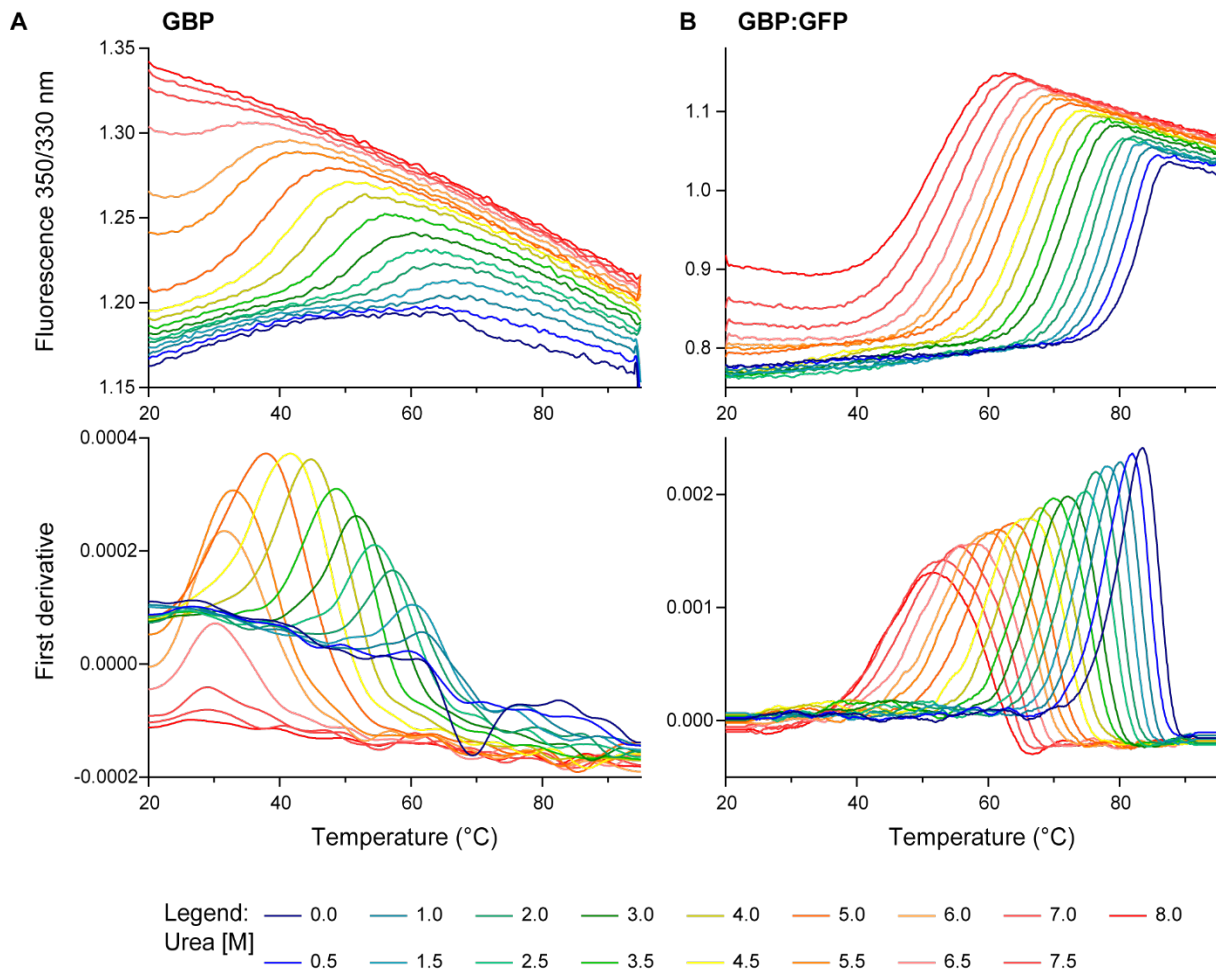 A GBP
B GBP:GFP
Fluorescence 350/330 nm
1.35
1.30
1.25
1.20
1.15
20 40 60 80
1.1
1.0
0.9
0.8
20 40 60 80
First derivative
0.0004
0.0002
0.0000
-0.0002
20 40 60 80
Temperature (°C)
0.002
0.001
0.000
20 40 60 80
Temperature (°C)
Legend: 0.0 1.0 2.0 3.0 4.0 5.0 6.0 7.0 8.0
Urea [M] 0.5 1.5 2.5 3.5 4.5 5.5 6.5 7.5